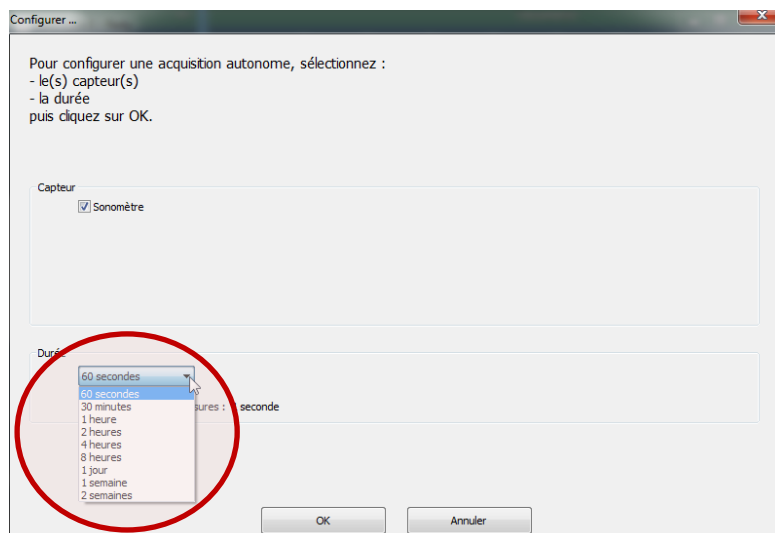 Configurer ...
Pour configurer une acquisition autonome, sélectionnez :
- le(s) capteur(s)
- la durée
puis cliquez sur OK.
Capteur
Sonomètre
Durée
60 secondes
60 secondes
30 minutes
sures : seconde
1 heure
2 heures
4 heures
8 heures
1 jour
1 semaine
2 semaines
OK
Annuler